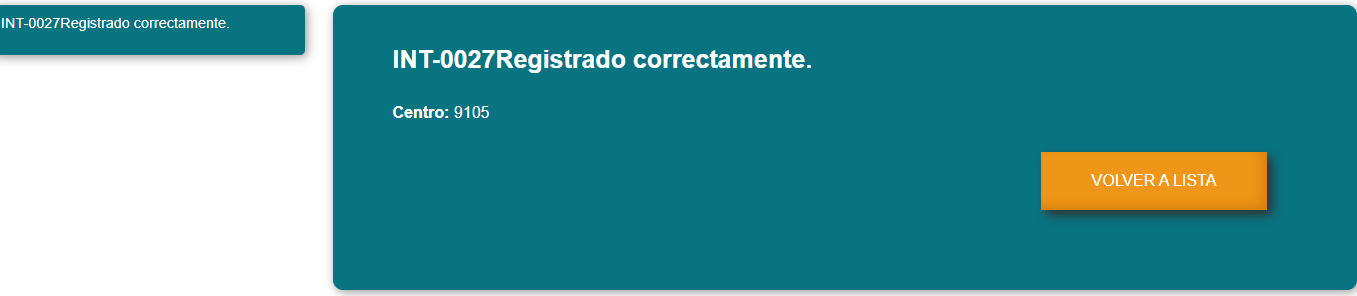 INT-0027Registrado correctamente.
INT-0027Registrado correctamente.
Centro: 9105
VOLVER A LISTA